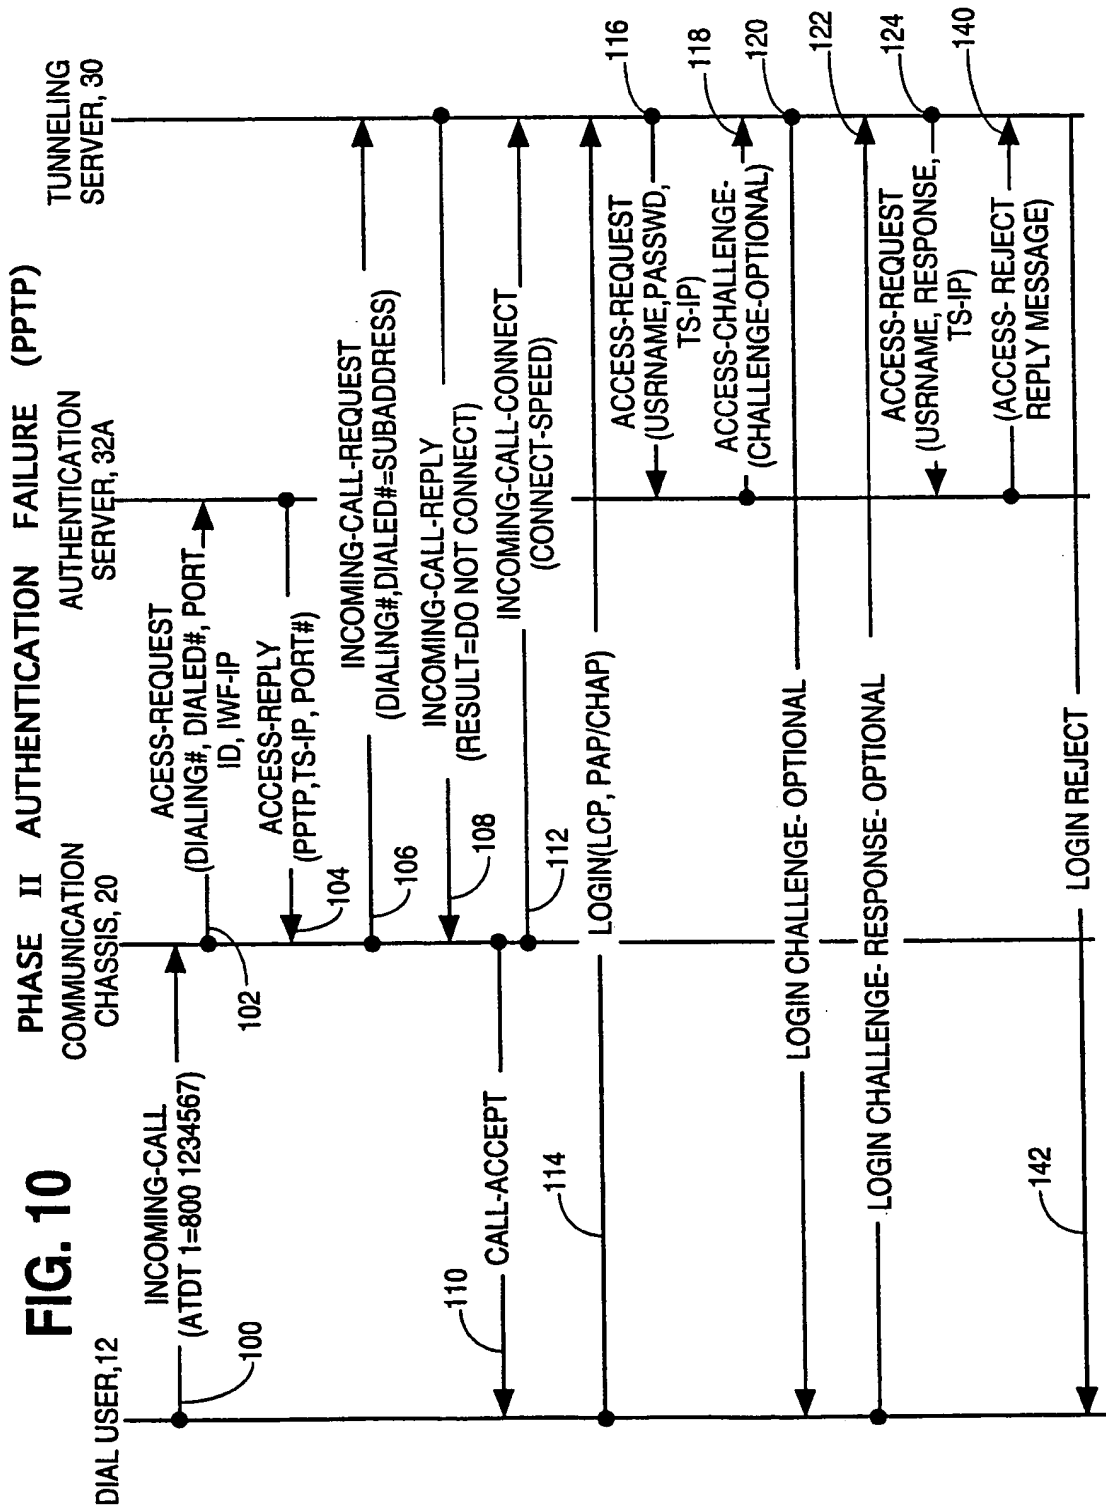 FIG. 10
PHASE II AUTHENTICATION FAILURE (PPTP)
DIAL USER,12
COMMUNICATION
CHASSIS, 20
AUTHENTICATION
SERVER, 32A
TUNNELING
SERVER, 30
INCOMING-CALL
(ATDT 1=800 1234567)
100
ACESS-REQUEST
(DIALING#, DIALED#, PORT
ID, IWF-IP
102
ACCESS-REPLY
(PPTP,TS-IP, PORT#)
104
INCOMING-CALL-REQUEST
(DIALING#,DIALED#=SUBADDRESS)
106
INCOMING-CALL-REPLY
(RESULT=DO NOT CONNECT)
108
110
CALL-ACCEPT
INCOMING-CALL-CONNECT
(CONNECT-SPEED)
112
114
LOGIN(LCP, PAP/CHAP)
ACCESS-REQUEST
(USRNAME,PASSWD,
TS-IP)
116
ACCESS-CHALLENGE-
(CHALLENGE-OPTIONAL)
118
LOGIN CHALLENGE- OPTIONAL
120
LOGIN CHALLENGE- RESPONSE- OPTIONAL
122
ACCESS-REQUEST
(USRNAME, RESPONSE,
TS-IP)
124
(ACCESS- REJECT
REPLY MESSAGE)
140
142
LOGIN REJECT